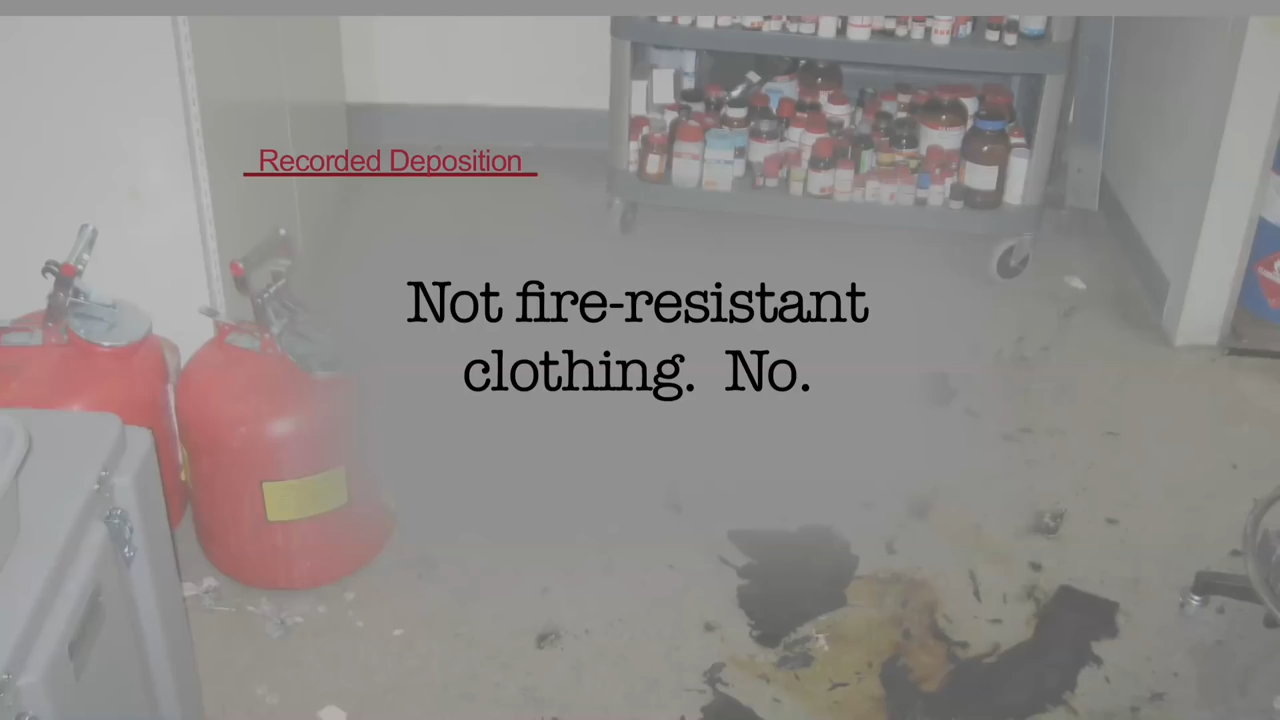 Recorded Deposition
Not fire-resistant
clothing.  No.